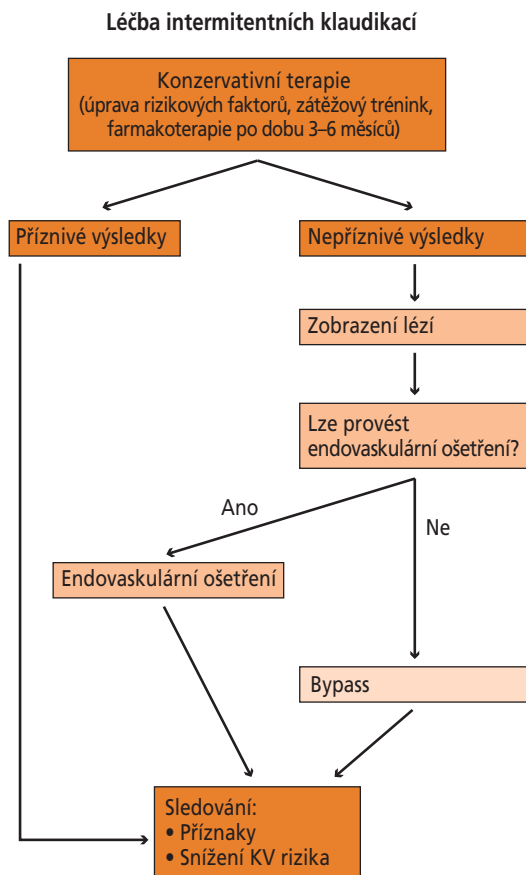 Léčba intermitentních klaudikací
Konzervativní terapie
(úprava rizikových faktorů, zátěžový trénink,
farmakoterapie po dobu 3–6 měsíců)
Příznivé výsledky
Nepříznivé výsledky
Zobrazení lézí
Lze provést
endovaskulární ošetření?
Ano
Ne
Endovaskulární ošetření
Bypass
Sledování:
• Příznaky
• Snížení KV rizika